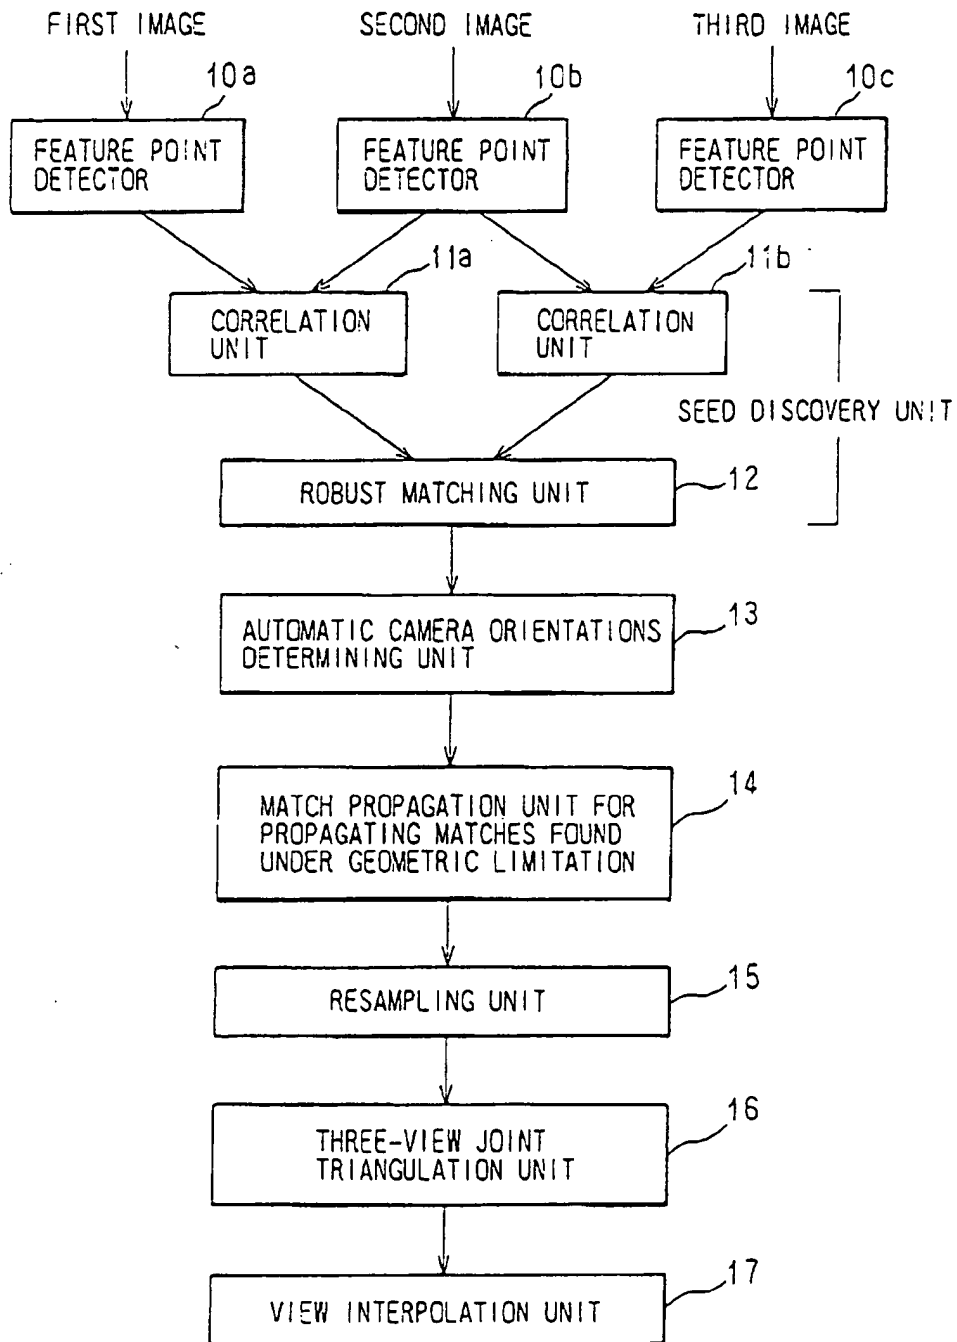 FIRST IMAGE
SECOND IMAGE
THIRD IMAGE
10a
10b
10c
FEATURE POINT
DETECTOR
FEATURE POINT
DETECTOR
FEATURE POINT
DETECTOR
11a
11b
CORRELATION
UNIT
CORRELATION
UNIT
SEED DISCOVERY UNIT
ROBUST MATCHING UNIT
12
AUTOMATIC CAMERA ORIENTATIONS
DETERMINING UNIT
13
MATCH PROPAGATION UNIT FOR
PROPAGATING MATCHES FOUND
UNDER GEOMETRIC LIMITATION
14
RESAMPLING UNIT
15
THREE-VIEW JOINT
TRIANGULATION UNIT
16
VIEW INTERPOLATION UNIT
17